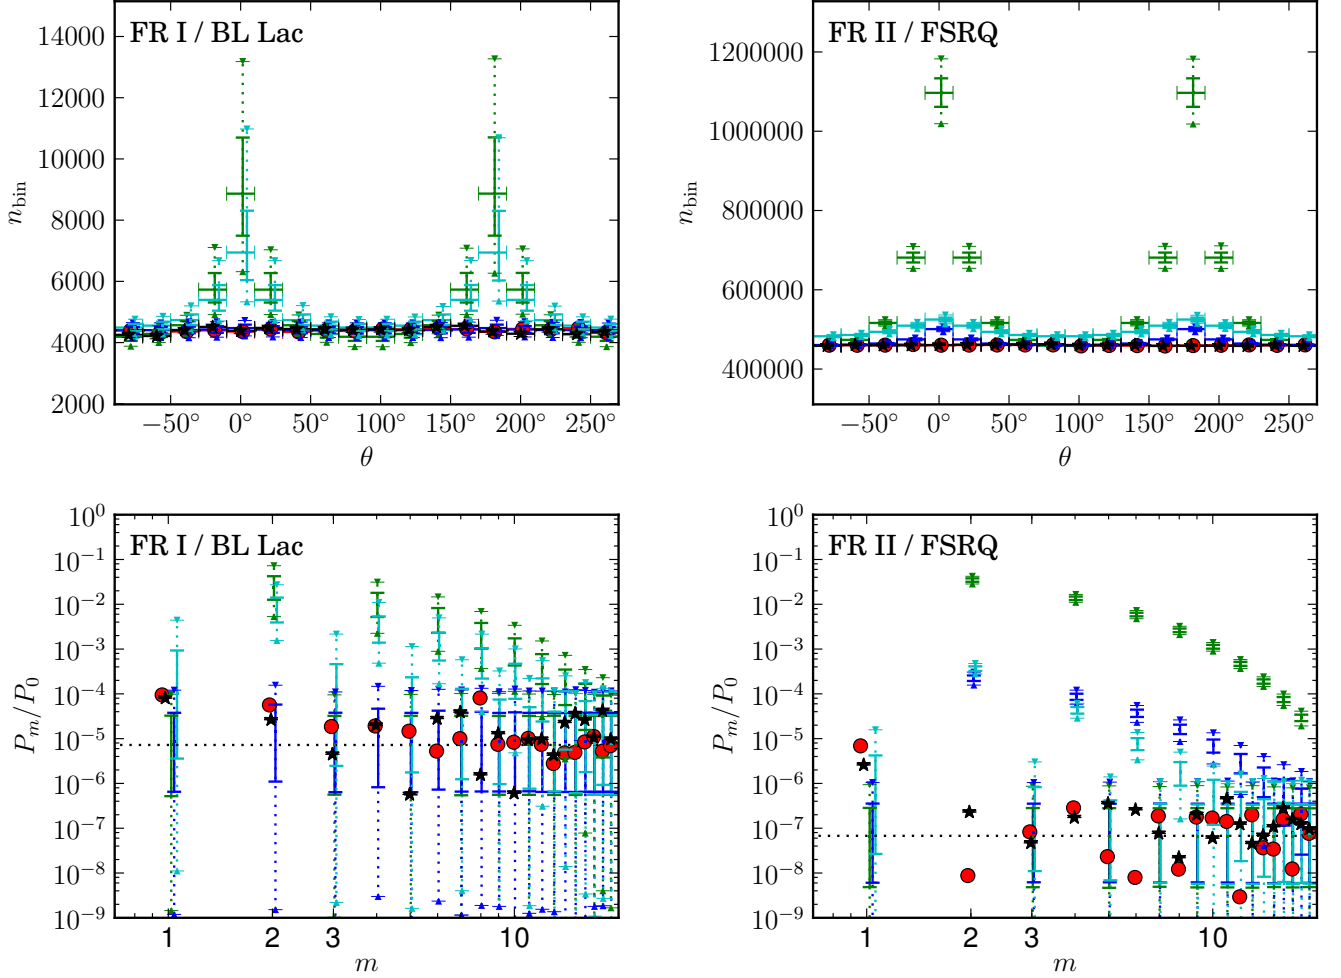 FR I / BL Lac
14000
12000
10000
8000
6000
4000
2000
n_bin
−50° 0° 50° 100° 150° 200° 250°
θ
FR II / FSRQ
1200000
1000000
800000
600000
400000
n_bin
−50° 0° 50° 100° 150° 200° 250°
θ
FR I / BL Lac
10^0
10^-1
10^-2
10^-3
10^-4
10^-5
10^-6
10^-7
10^-8
10^-9
P_m/P_0
1 2 3 10
m
FR II / FSRQ
10^0
10^-1
10^-2
10^-3
10^-4
10^-5
10^-6
10^-7
10^-8
10^-9
P_m/P_0
1 2 3 10
m